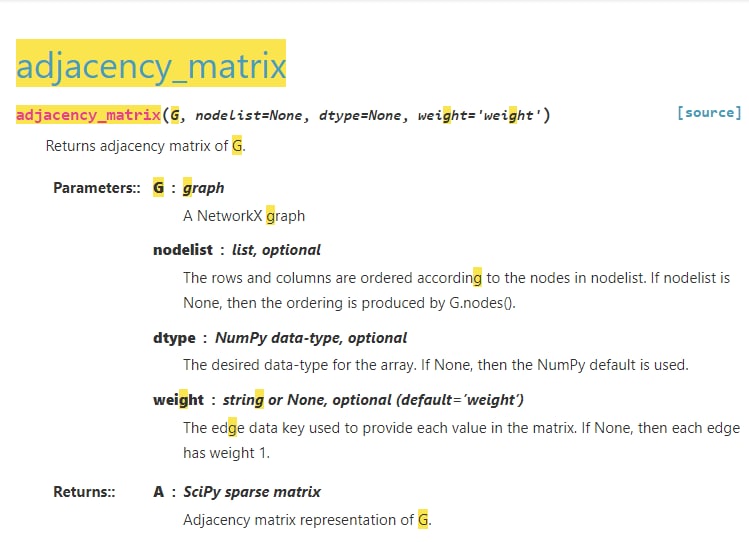 adjacency_matrix
adjacency_matrix(G, nodelist=None, dtype=None, weight='weight') [source]
Returns adjacency matrix of G.
Parameters:: G : graph
A NetworkX graph
nodelist : list, optional
The rows and columns are ordered according to the nodes in nodelist. If nodelist is
None, then the ordering is produced by G.nodes().
dtype : NumPy data-type, optional
The desired data-type for the array. If None, then the NumPy default is used.
weight : string or None, optional (default='weight')
The edge data key used to provide each value in the matrix. If None, then each edge
has weight 1.
Returns:: A : SciPy sparse matrix
Adjacency matrix representation of G.